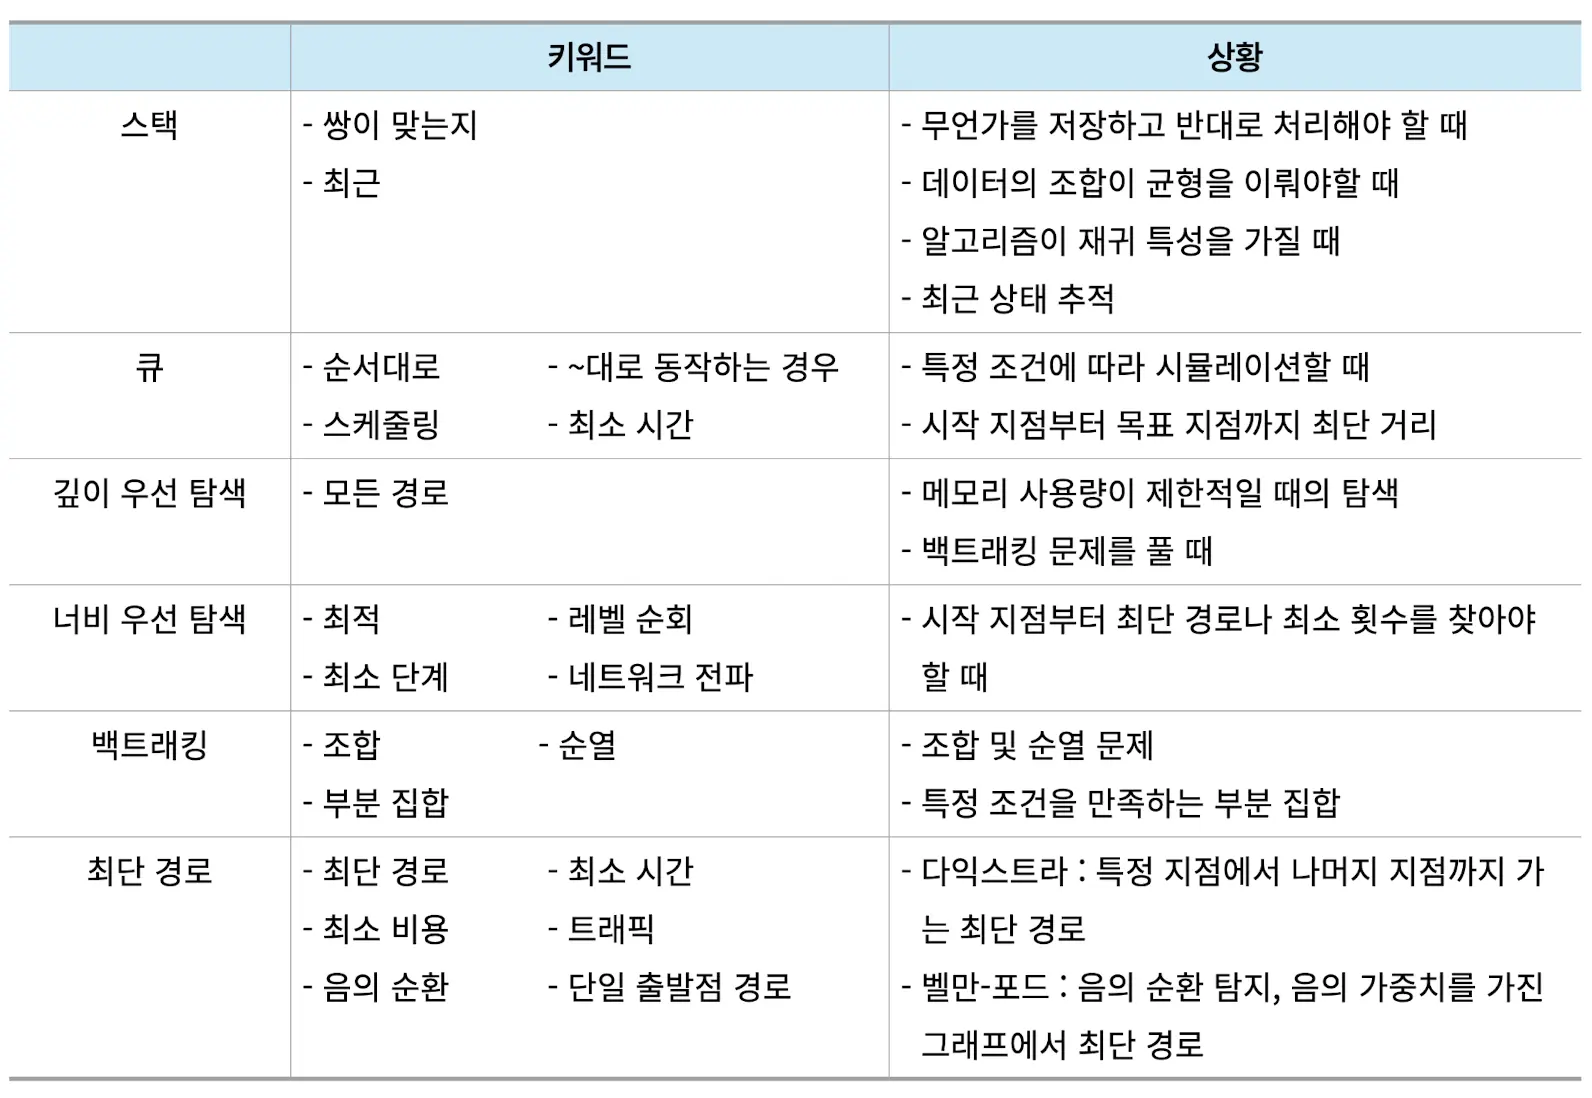 키워드 상황
스택 - 쌍이 맞는지 - 무언가를 저장하고 반대로 처리해야 할 때
- 최근 - 데이터의 조합이 균형을 이뤄야할 때
- 알고리즘이 재귀 특성을 가질 때
- 최근 상태 추적
큐 - 순서대로 - ~대로 동작하는 경우 - 특정 조건에 따라 시뮬레이션할 때
- 스케줄링 - 최소 시간 - 시작 지점부터 목표 지점까지 최단 거리
깊이 우선 탐색 - 모든 경로 - 메모리 사용량이 제한적일 때의 탐색
- 백트래킹 문제를 풀 때
너비 우선 탐색 - 최적 - 레벨 순회 - 시작 지점부터 최단 경로나 최소 횟수를 찾아야
- 최소 단계 - 네트워크 전파 할 때
백트래킹 - 조합 - 순열 - 조합 및 순열 문제
- 부분 집합 - 특정 조건을 만족하는 부분 집합
최단 경로 - 최단 경로 - 최소 시간 - 다익스트라 : 특정 지점에서 나머지 지점까지 가
- 최소 비용 - 트래픽 는 최단 경로
- 음의 순환 - 단일 출발점 경로 - 벨만-포드 : 음의 순환 탐지, 음의 가중치를 가진
그래프에서 최단 경로